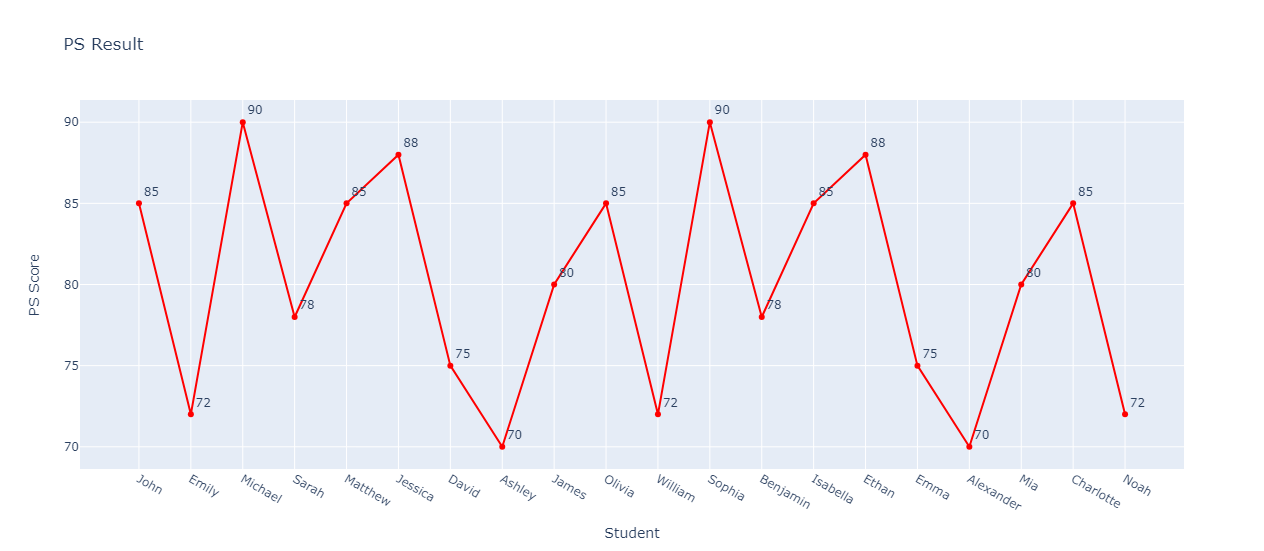 PS Result
90
85
80
75
70
PS Score
85
72
90
78
85
88
75
70
80
85
72
90
78
85
88
75
70
80
85
72
John
Emily
Michael
Sarah
Matthew
Jessica
David
Ashley
James
Olivia
William
Sophia
Benjamin
Isabella
Ethan
Emma
Alexander
Mia
Charlotte
Noah
Student